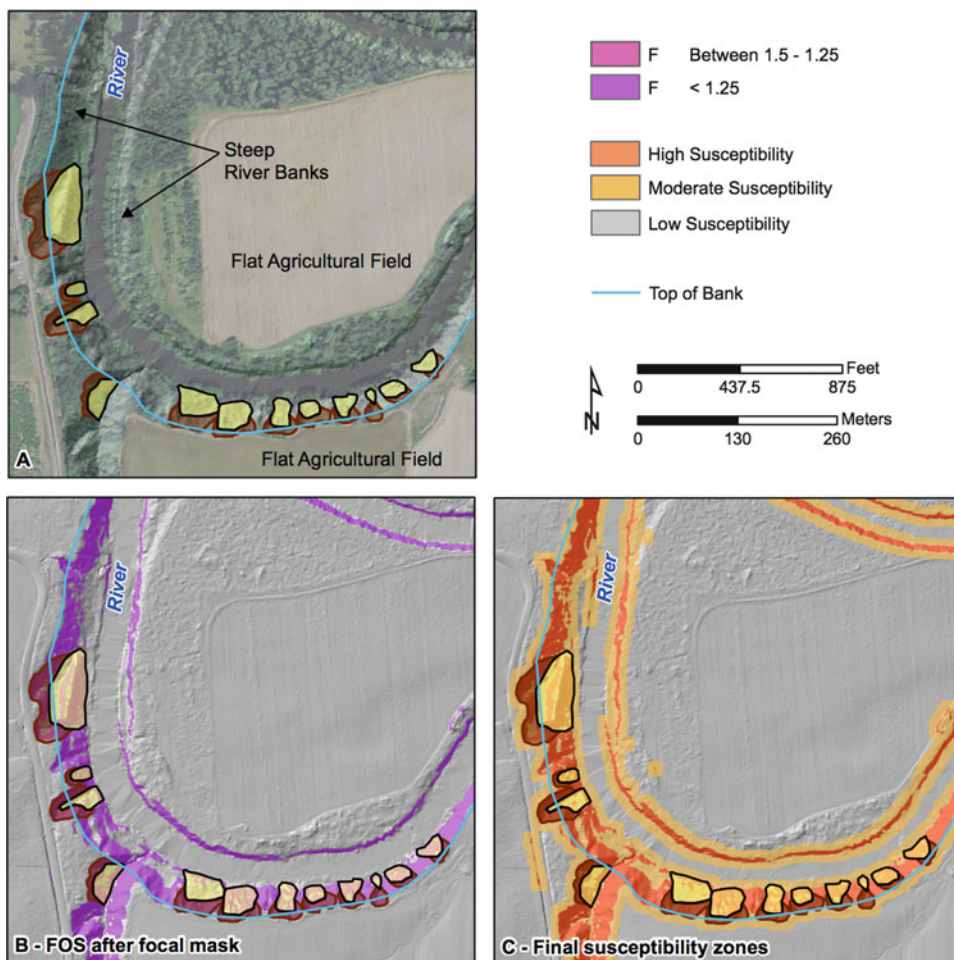 River
Steep
River Banks
Flat Agricultural Field
Flat Agricultural Field
A
F Between 1.5 - 1.25
F < 1.25
High Susceptibility
Moderate Susceptibility
Low Susceptibility
Top of Bank
N
Feet
0 437.5 875
Meters
0 130 260
River
B - FOS after focal mask
River
C - Final susceptibility zones